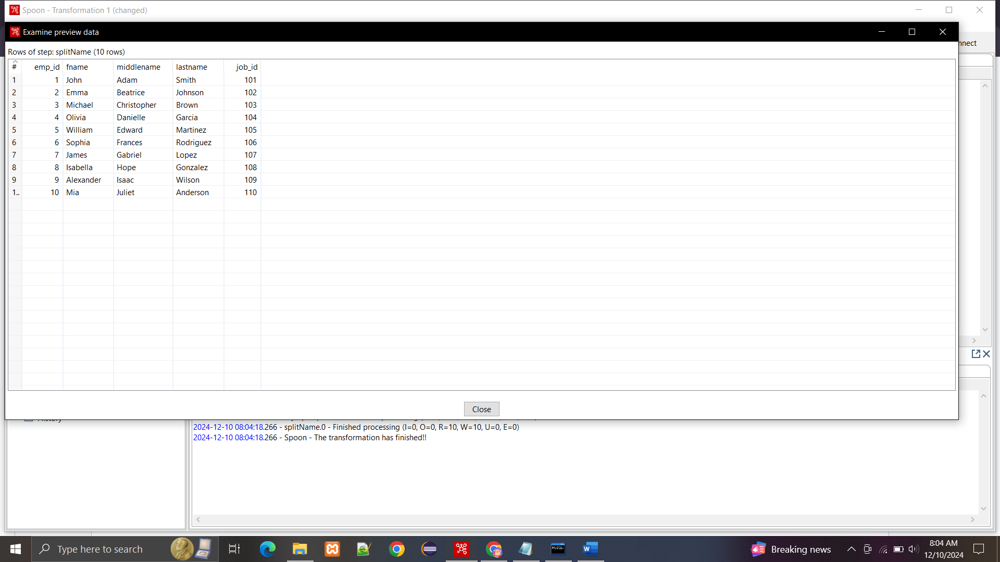 Spoon - Transformation 1 (changed)
Examine preview data
nnect
Rows of step: splitName (10 rows)
# emp_id fname middlename lastname job_id
1 1 John Adam Smith 101
2 2 Emma Beatrice Johnson 102
3 3 Michael Christopher Brown 103
4 4 Olivia Danielle Garcia 104
5 5 William Edward Martinez 105
6 6 Sophia Frances Rodriguez 106
7 7 James Gabriel Lopez 107
8 8 Isabella Hope Gonzalez 108
9 9 Alexander Isaac Wilson 109
1.. 10 Mia Juliet Anderson 110
Close
History
2024-12-10 08:04:18.266 - splitName.0 - Finished processing (I=0, O=0, R=10, W=10, U=0, E=0)
2024-12-10 08:04:18.266 - Spoon - The transformation has finished!!
Type here to search
MySQL
W
Breaking news
8:04 AM
12/10/2024